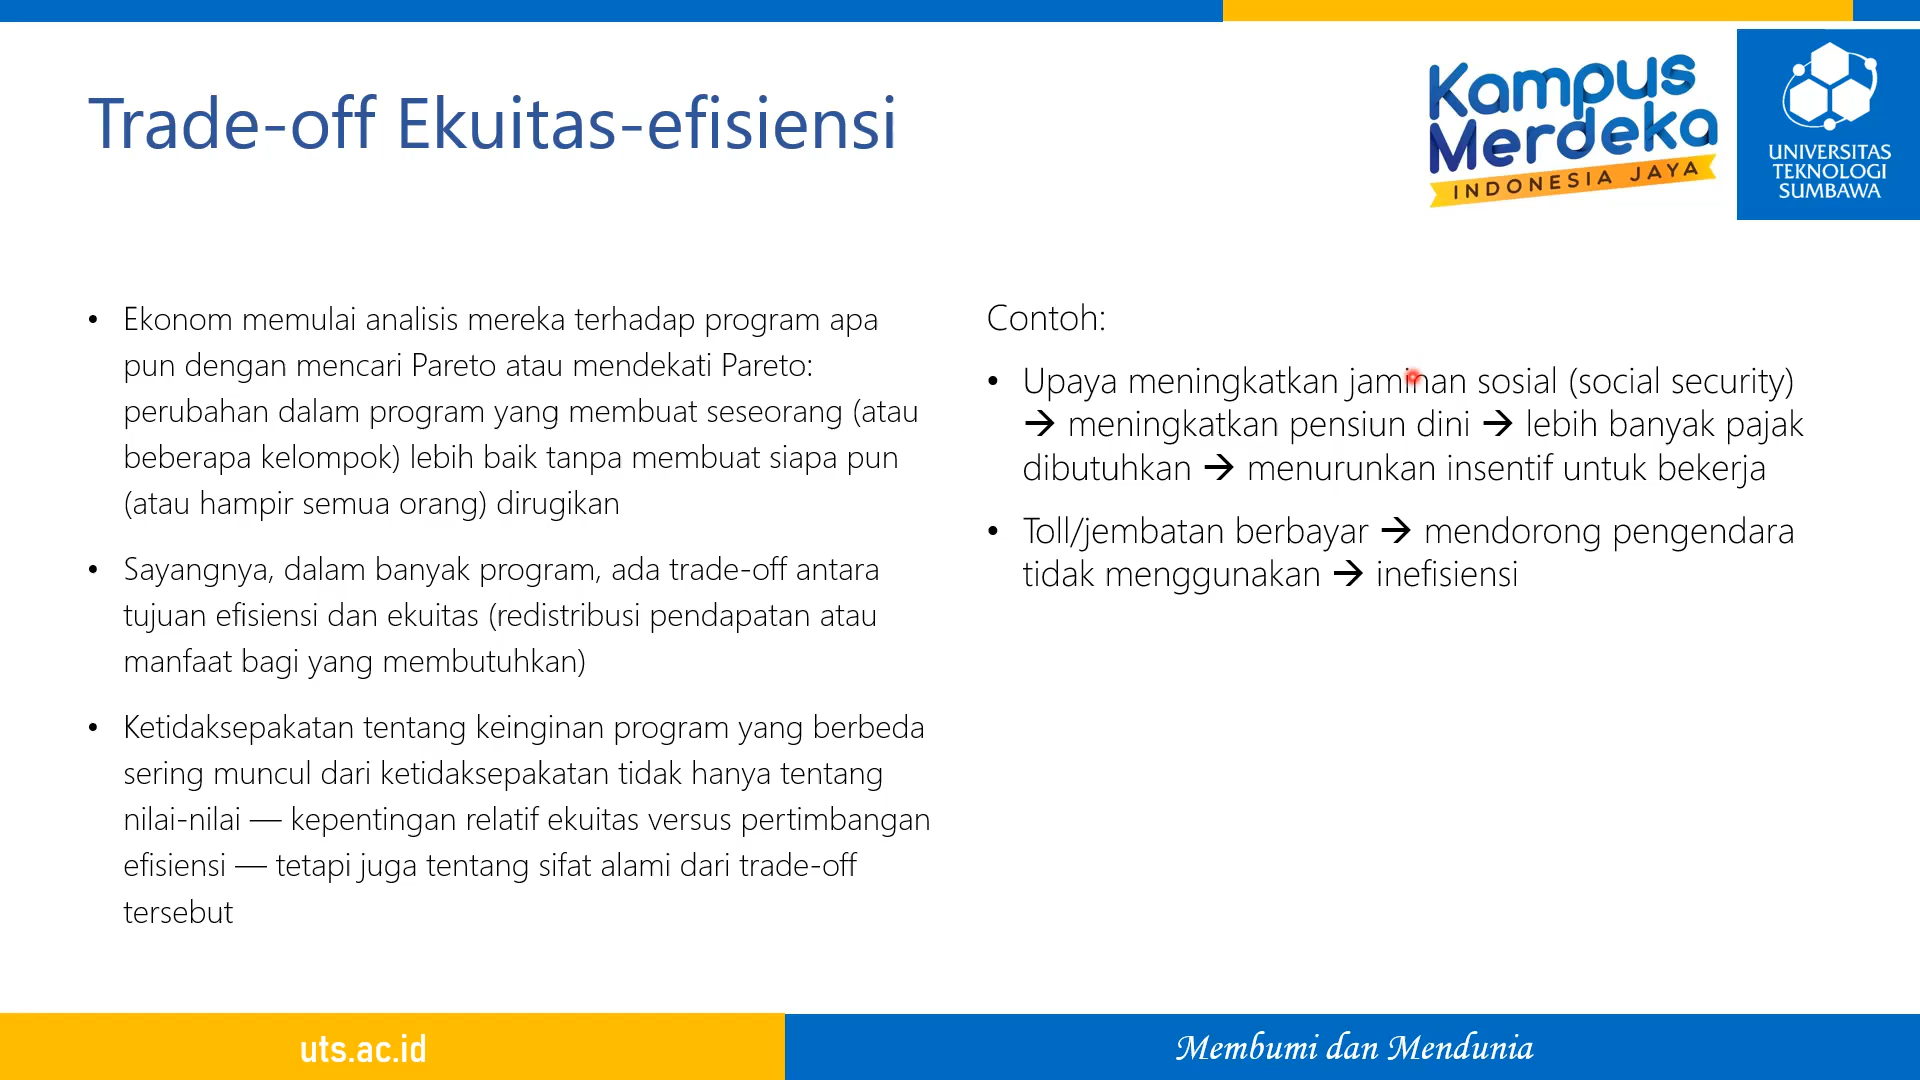 Trade-off Ekuitas-efisiensi
Kampus
Merdeka
INDONESIA JAYA
UNIVERSITAS
TEKNOLOGI
SUMBAWA
• Ekonom memulai analisis mereka terhadap program apa
pun dengan mencari Pareto atau mendekati Pareto:
perubahan dalam program yang membuat seseorang (atau
beberapa kelompok) lebih baik tanpa membuat siapa pun
(atau hampir semua orang) dirugikan
• Sayangnya, dalam banyak program, ada trade-off antara
tujuan efisiensi dan ekuitas (redistribusi pendapatan atau
manfaat bagi yang membutuhkan)
• Ketidaksepakatan tentang keinginan program yang berbeda
sering muncul dari ketidaksepakatan tidak hanya tentang
nilai-nilai — kepentingan relatif ekuitas versus pertimbangan
efisiensi — tetapi juga tentang sifat alami dari trade-off
tersebut
Contoh:
• Upaya meningkatkan jaminan sosial (social security)
→ meningkatkan pensiun dini → lebih banyak pajak
dibutuhkan → menurunkan insentif untuk bekerja
• Toll/jembatan berbayar → mendorong pengendara
tidak menggunakan → inefisiensi
uts.ac.id
Membumi dan Mendunia